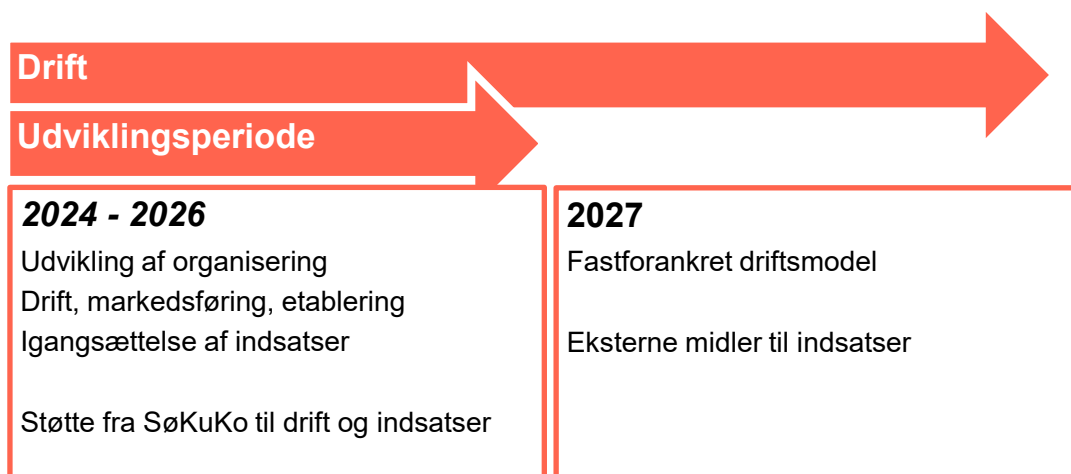 Drift
Udviklingsperiode
2024 - 2026
Udvikling af organisering
Drift, markedsføring, etablering
Igangsættelse af indsatser
Støtte fra SøKuKo til drift og indsatser
2027
Fastforankret driftsmodel
Eksterne midler til indsatser